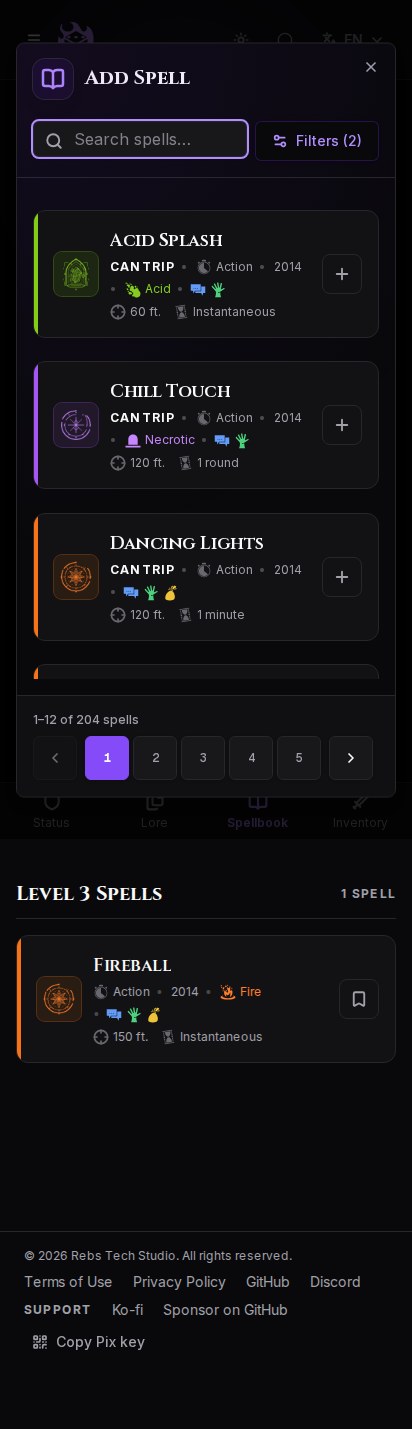 EN
Add Spell
Search spells...
Filters (2)
Acid Splash
CANTRIP • Action • 2014
• Acid •
60 ft. Instantaneous
Chill Touch
CANTRIP • Action • 2014
• Necrotic •
120 ft. 1 round
Dancing Lights
CANTRIP • Action • 2014
•
120 ft. 1 minute
1–12 of 204 spells
1 2 3 4 5
Status Lore Spellbook Inventory
Level 3 Spells 1 SPELL
Fireball
Action • 2014 • Fire
•
150 ft. Instantaneous
© 2026 Rebs Tech Studio. All rights reserved.
Terms of Use Privacy Policy GitHub Discord
SUPPORT Ko-fi Sponsor on GitHub
Copy Pix key